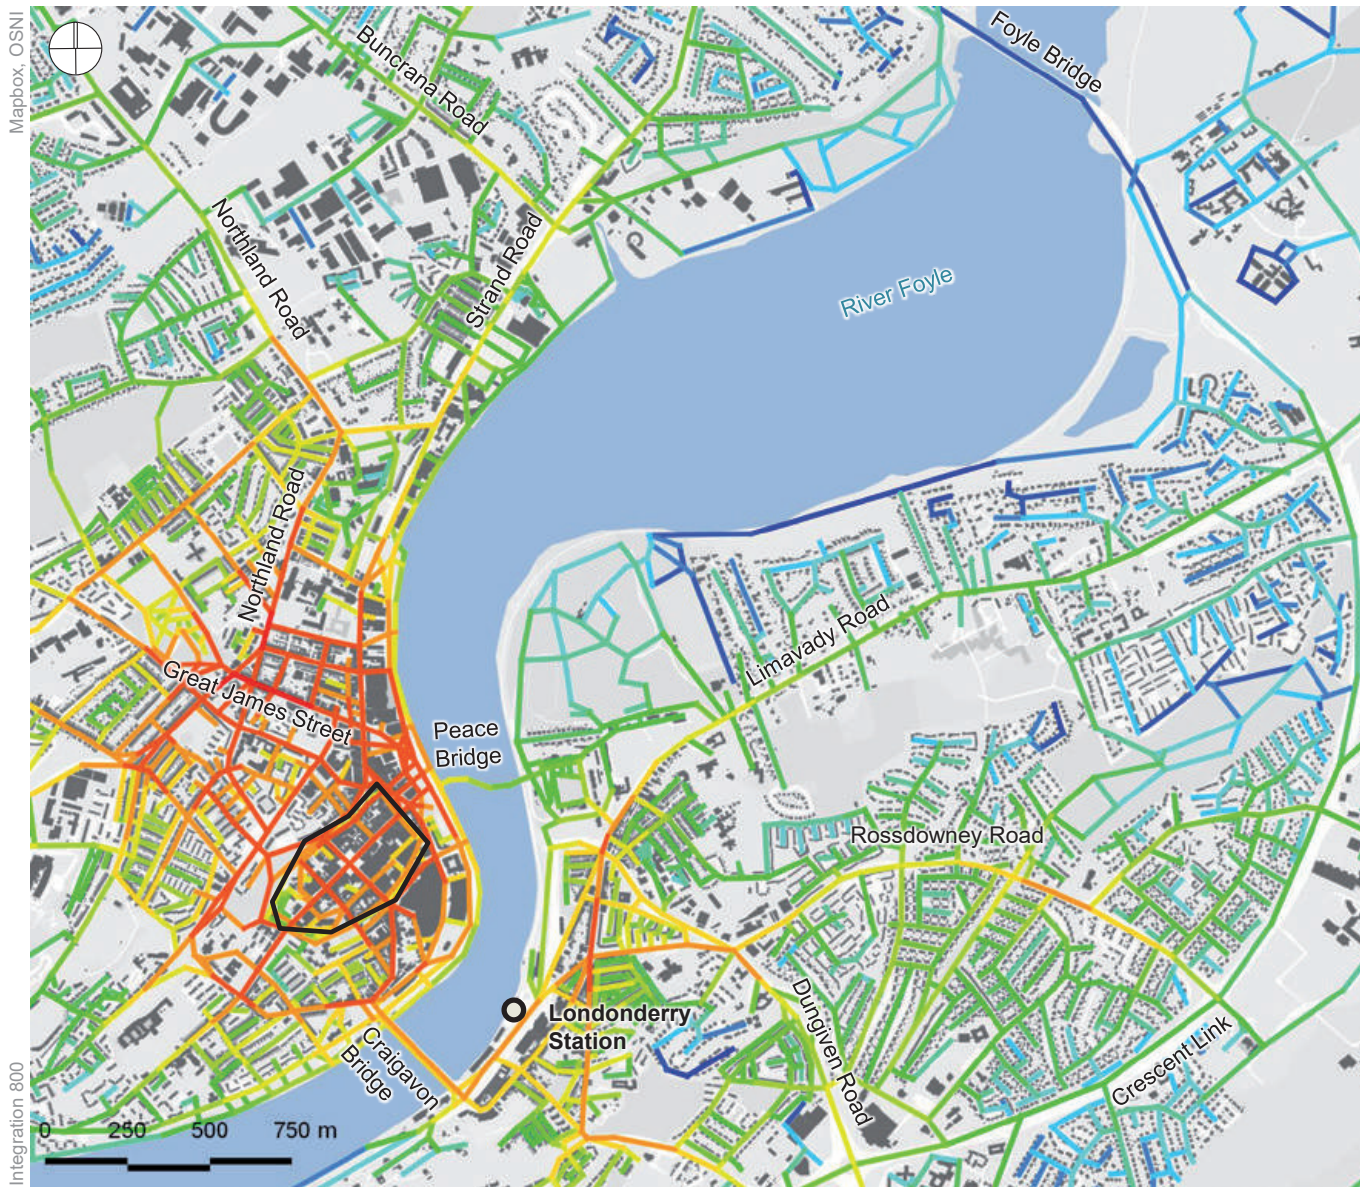 Mapbox, OSNI
Foyle Bridge
Buncrana Road
Northland Road
Strand Road
River Foyle
Northland Road
Limavady Road
Great James Street
Peace
Bridge
Rossdowney Road
Londonderry
Station
Dungiven Road
Craigavon
Bridge
Crescent Link
0 250 500 750 m
Integration 800